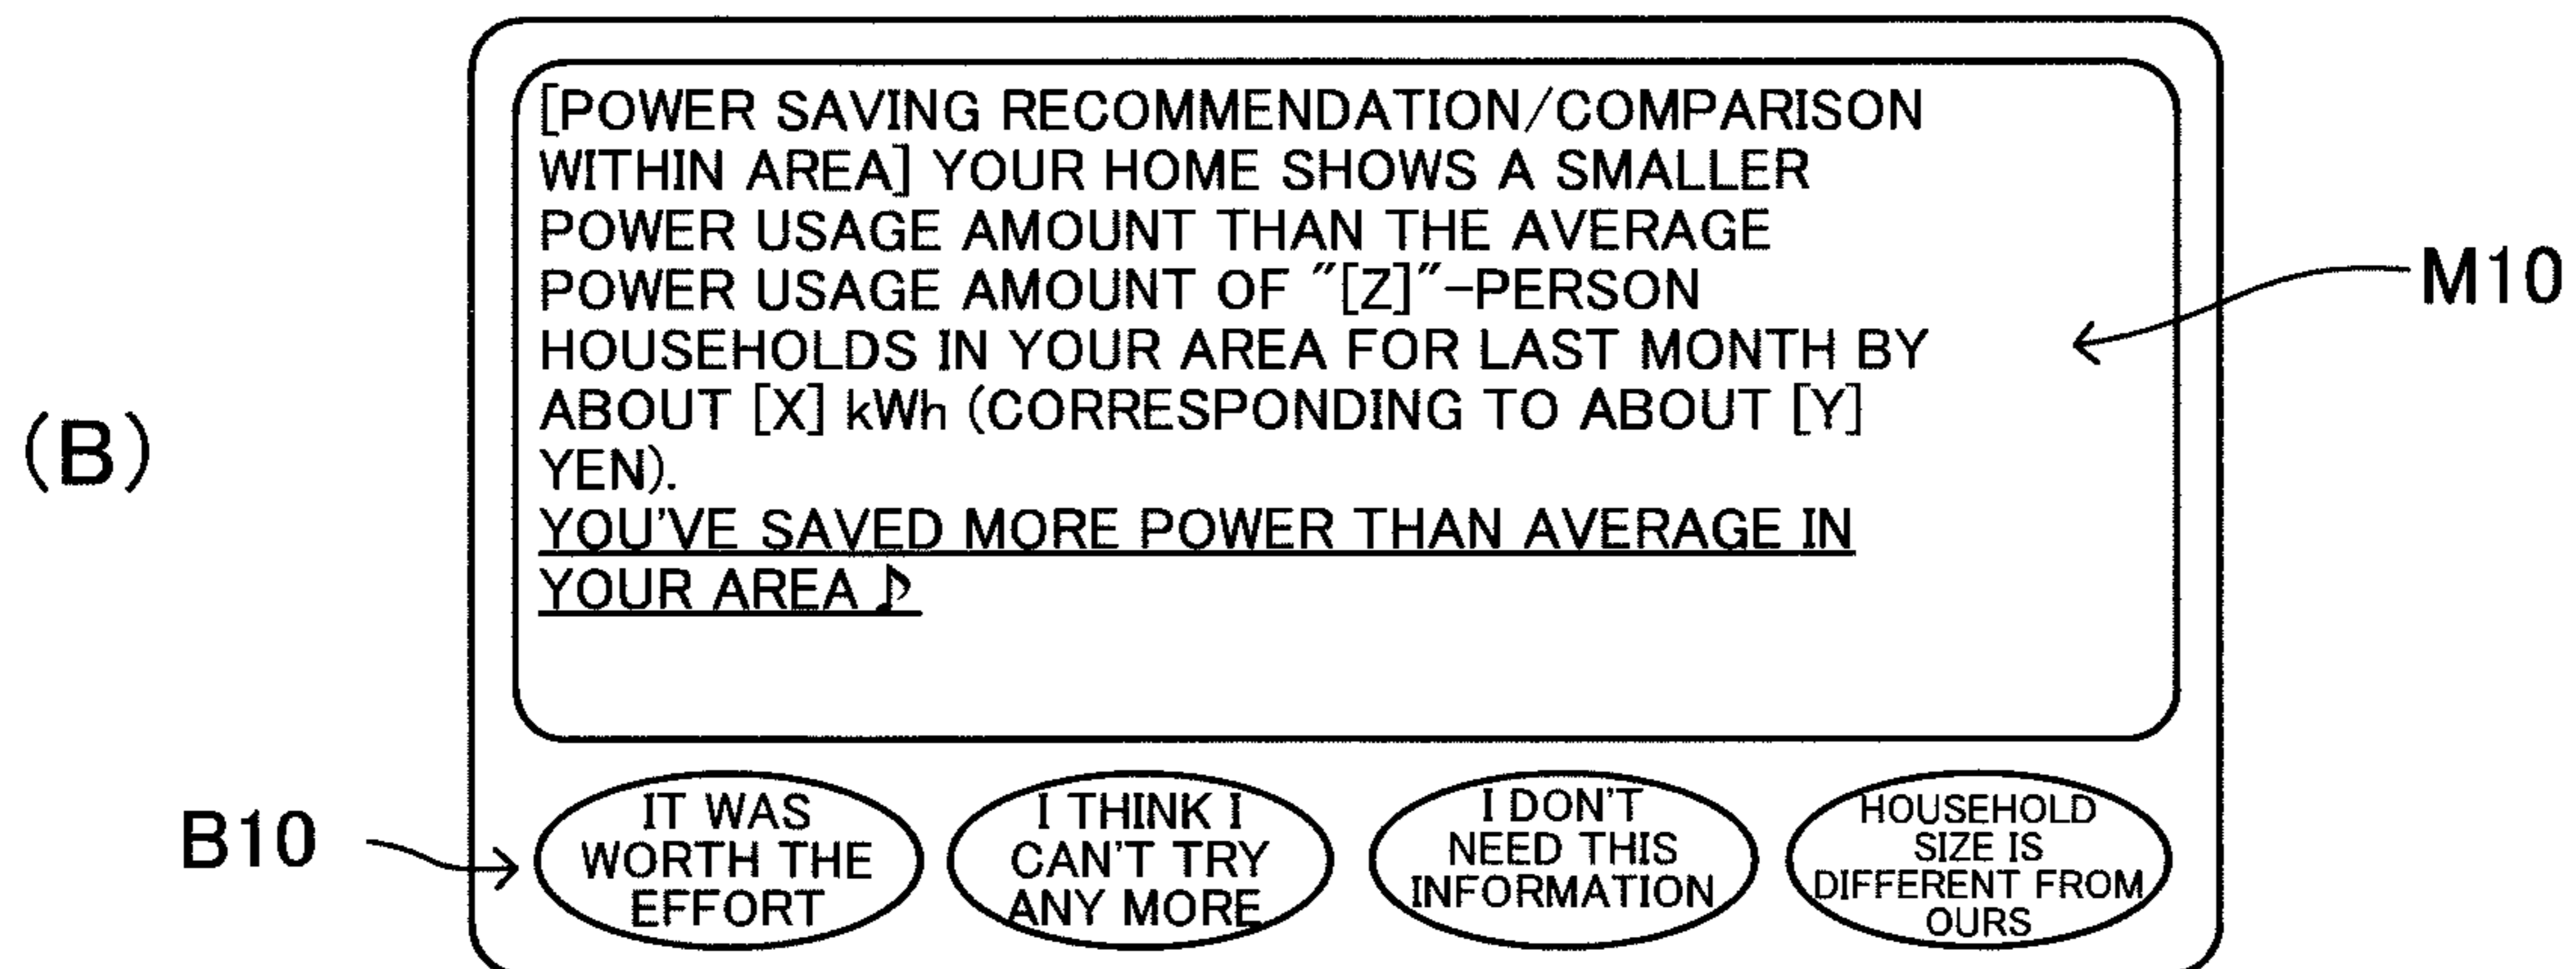 [POWER SAVING RECOMMENDATION/COMPARISON
WITHIN AREA] YOUR HOME SHOWS A SMALLER
POWER USAGE AMOUNT THAN THE AVERAGE
POWER USAGE AMOUNT OF "[Z]"-PERSON
HOUSEHOLDS IN YOUR AREA FOR LAST MONTH BY
ABOUT [X] kWh (CORRESPONDING TO ABOUT [Y]
YEN).
YOU'VE SAVED MORE POWER THAN AVERAGE IN
YOUR AREA ♪
M10
(B)
B10
IT WAS
WORTH THE
EFFORT
I THINK I
CAN'T TRY
ANY MORE
I DON'T
NEED THIS
INFORMATION
HOUSEHOLD
SIZE IS
DIFFERENT FROM
OURS